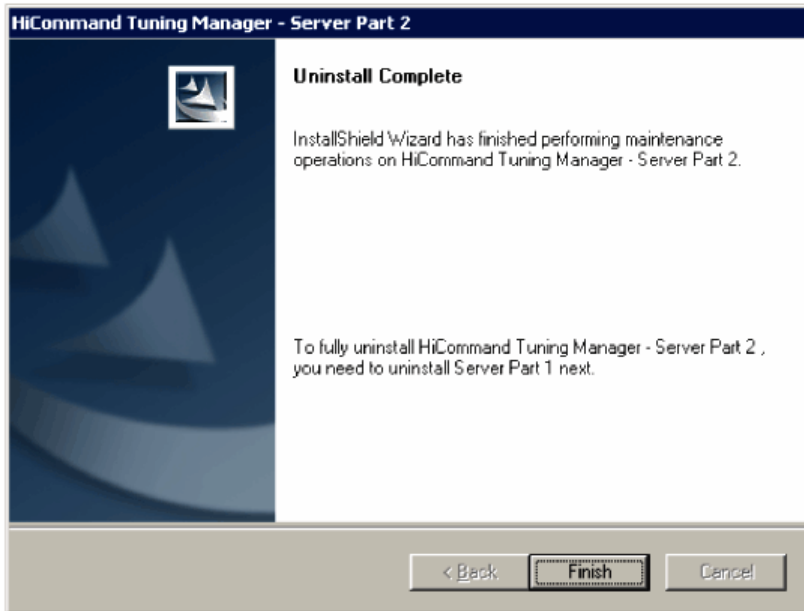 HiCommand Tuning Manager - Server Part 2
Uninstall Complete
InstallShield Wizard has finished performing maintenance
operations on HiCommand Tuning Manager - Server Part 2.
To fully uninstall HiCommand Tuning Manager - Server Part 2 ,
you need to uninstall Server Part 1 next.
< Back
Finish
Cancel